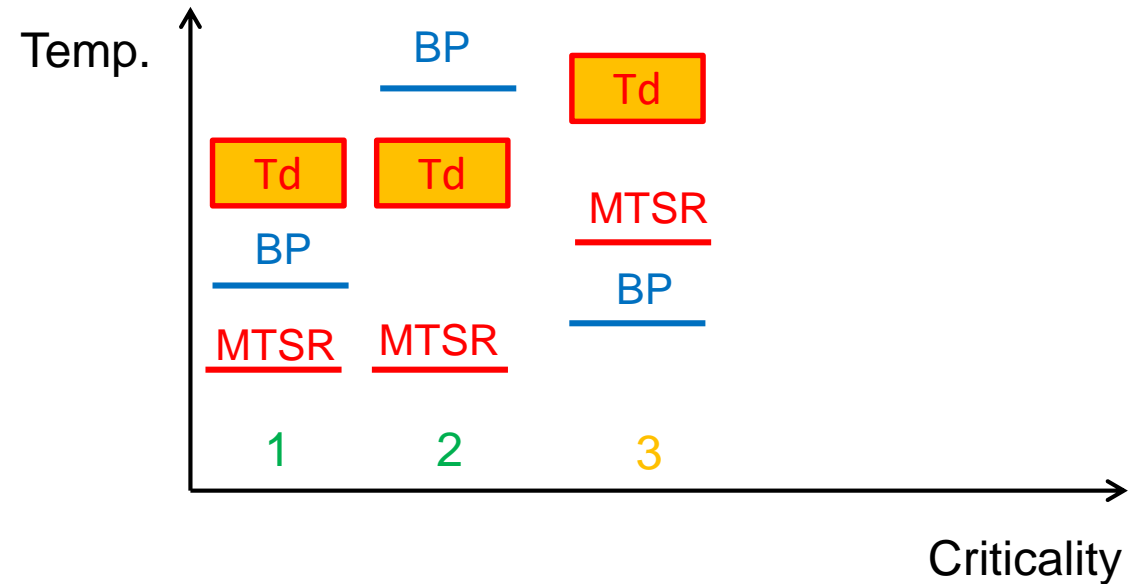 Temp.
BP
Td
Td
Td
MTSR
BP
BP
MTSR
MTSR
1
2
3
Criticality